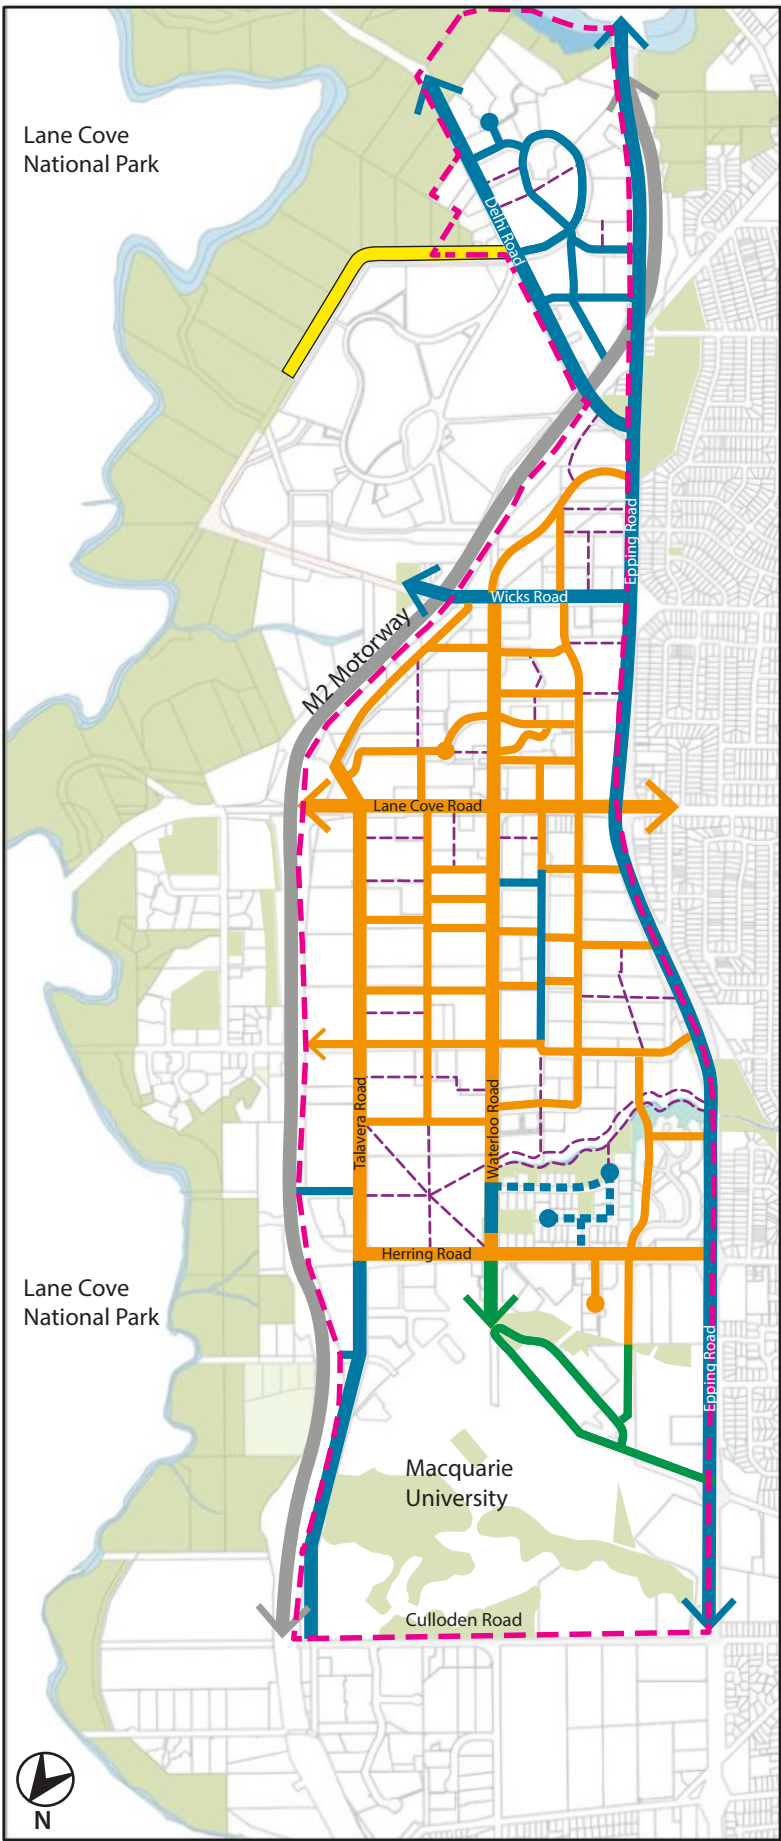 Lane Cove
National Park
Delhi Road
Epping Road
Wicks Road
M2 Motorway
Lane Cove Road
Talavera Road
Waterloo Road
Herring Road
Lane Cove
National Park
Epping Road
Macquarie
University
Culloden Road
N